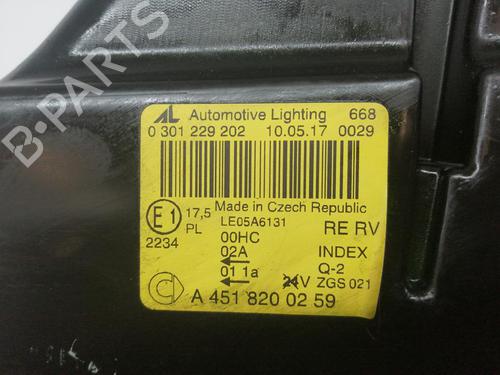 B-PARTS
AL Automotive Lighting 668
0 301 229 202 10.05.17 0029
Made in Czech Republic
E1 17,5 LE05A6131
PL 00HC RE RV
2234 02A INDEX
01 1a Q-2
24V ZGS 021
A 451 820 02 59